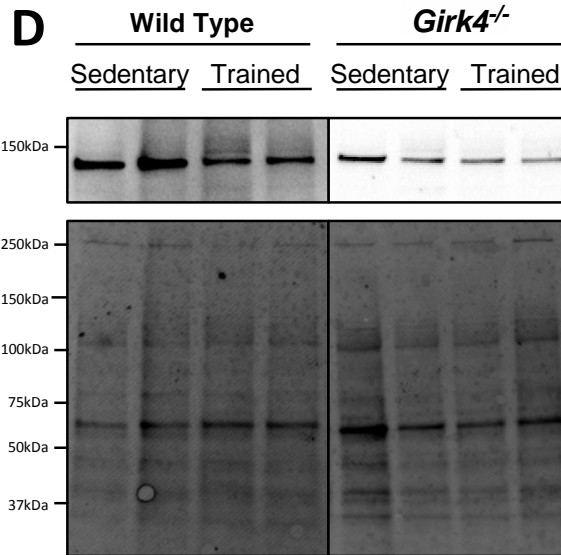 D
Wild Type Girk4-/-
Sedentary Trained Sedentary Trained
150kDa
250kDa
150kDa
100kDa
75kDa
50kDa
37kDa